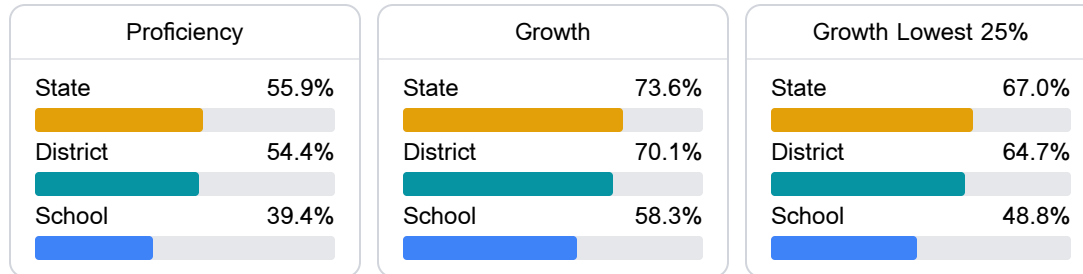 Proficiency
State 55.9%
District 54.4%
School 39.4%
Growth
State 73.6%
District 70.1%
School 58.3%
Growth Lowest 25%
State 67.0%
District 64.7%
School 48.8%